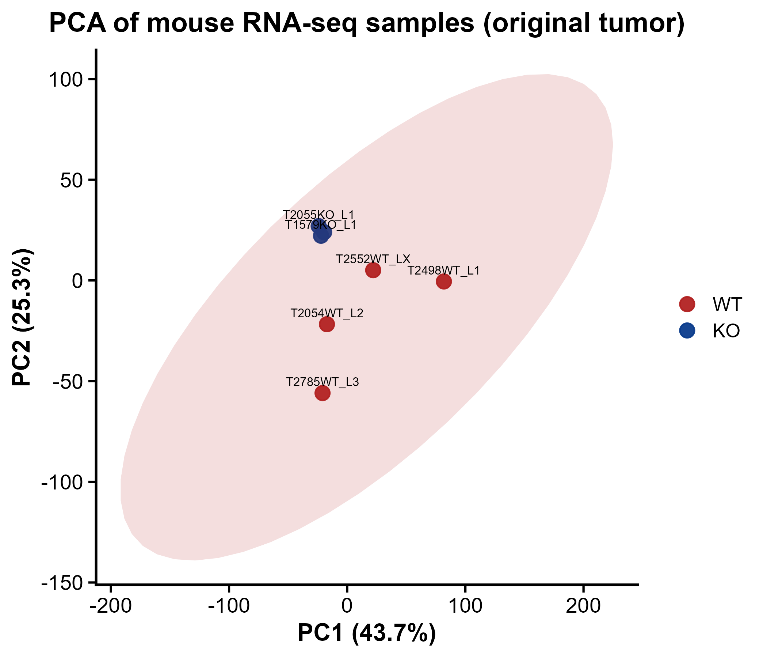 PCA of mouse RNA-seq samples (original tumor)
100
50
0
-50
-100
-150
PC2 (25.3%)
T2055KO_L1
T1579KO_L1
T2552WT_LX
T2498WT_L1
T2054WT_L2
T2785WT_L3
WT
KO
-200
-100
0
100
200
PC1 (43.7%)